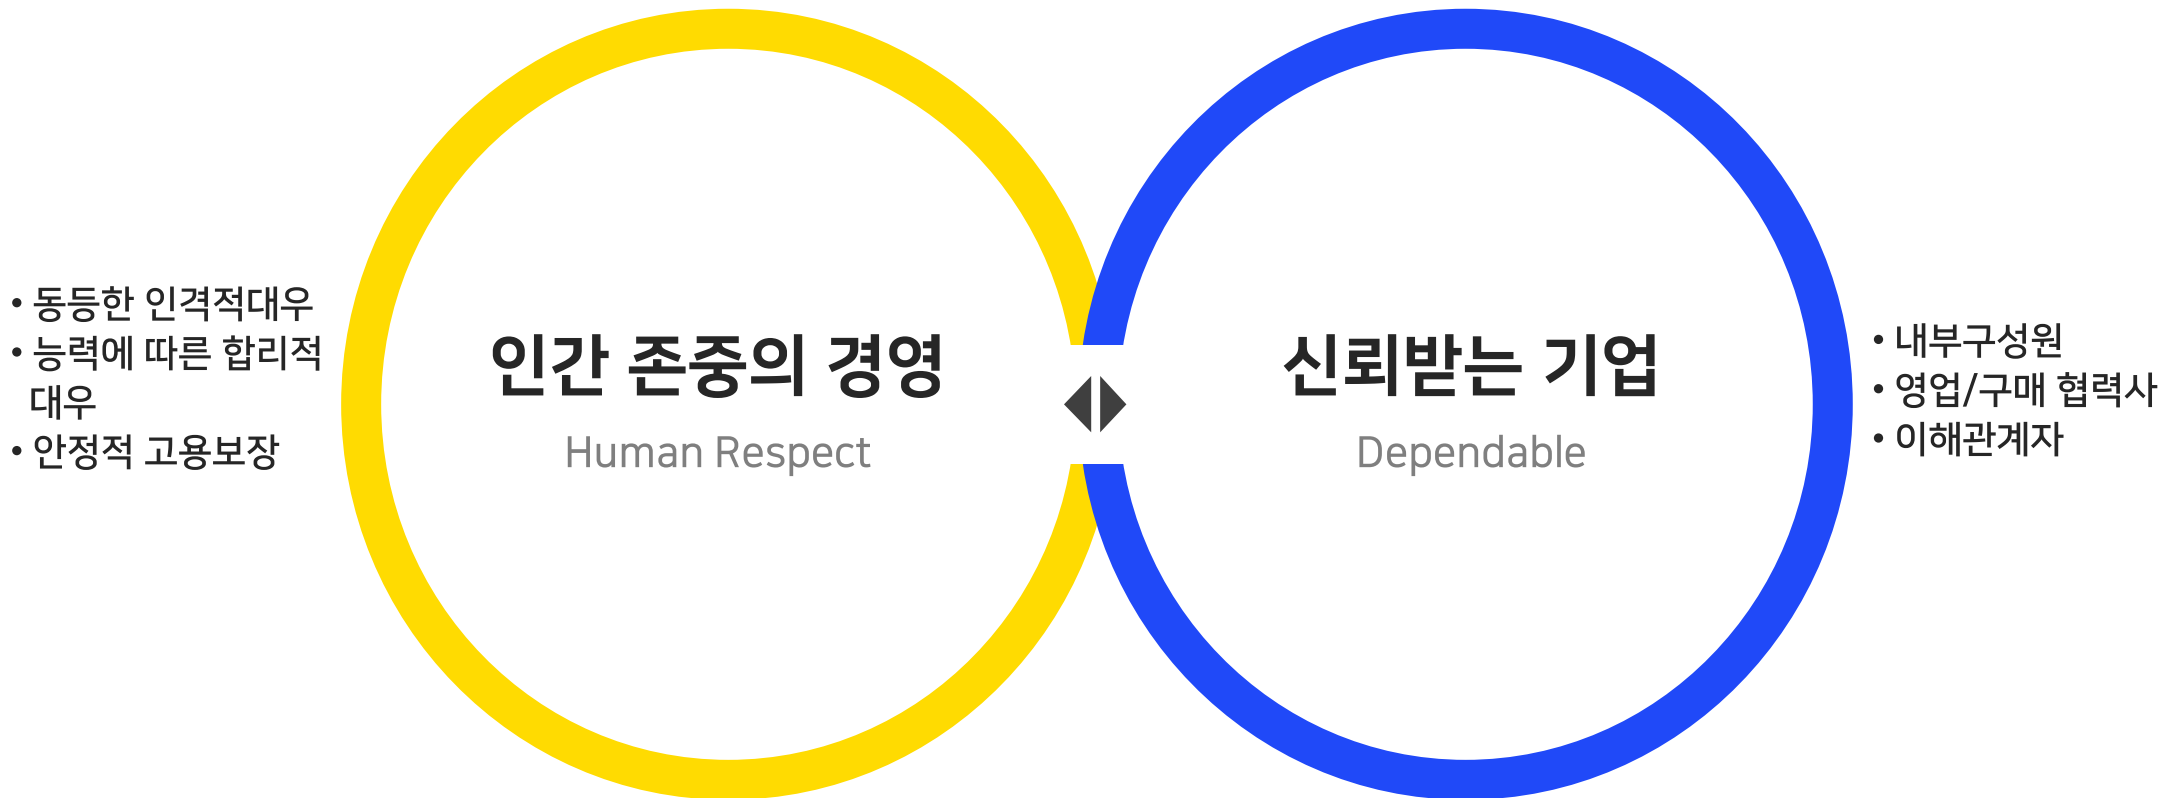 • 동등한 인격적대우
• 능력에 따른 합리적
대우
• 안정적 고용보장
인간 존중의 경영
Human Respect
신뢰받는 기업
Dependable
• 내부구성원
• 영업/구매 협력사
• 이해관계자